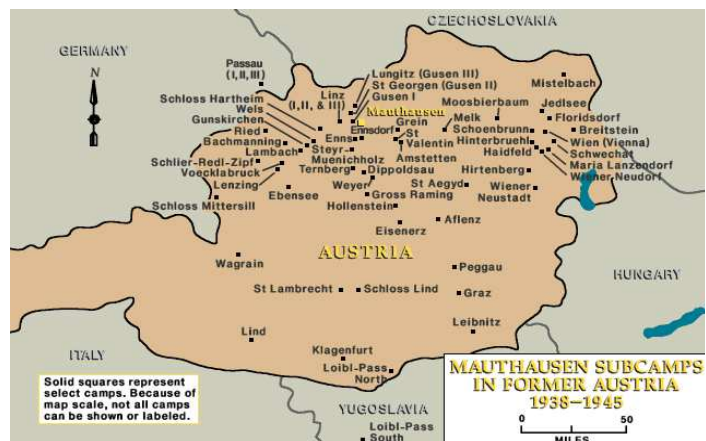 CZECHOSLOVAKIA
GERMANY
N
Passau
(I, II, III)
Linz
(I, II, & III)
Lungitz (Gusen III)
St Georgen (Gusen II)
Gusen I
Mauthausen
Schloss Hartheim
Wels
Gunskirchen
Ried
Bachmanning
Lambach
Schlier-Redl-Zipf
Voecklabruck
Lenzing
Schloss Mittersill
Ebensee
Enns
Ennsdorf
Steyr-
Muenichholz
Ternberg
Grein
St
Valentin
Amstetten
Dippoldsau
Weyer
Gross Raming
Hollenstein
Eisenerz
Melk
Moosbierbaum
Mistelbach
Jedlsee
Floridsdorf
Schoenbrunn
Breitstein
Hinterbruehl
Wien (Vienna)
Haidfeld
Schwechat
Maria Lanzendorf
Wiener Neudorf
Hirtenberg
St Aegyd
Wiener
Neustadt
Aflenz
AUSTRIA
Wagrain
Peggau
HUNGARY
St Lambrecht
Schloss Lind
Graz
Leibnitz
Lind
Klagenfurt
Loibl-Pass
North
ITALY
YUGOSLAVIA
Loibl-Pass
South
Solid squares represent
select camps. Because of
map scale, not all camps
can be shown or labeled.
MAUTHAUSEN SUBCAMPS
IN FORMER AUSTRIA
1938–1945
0 50
MILES